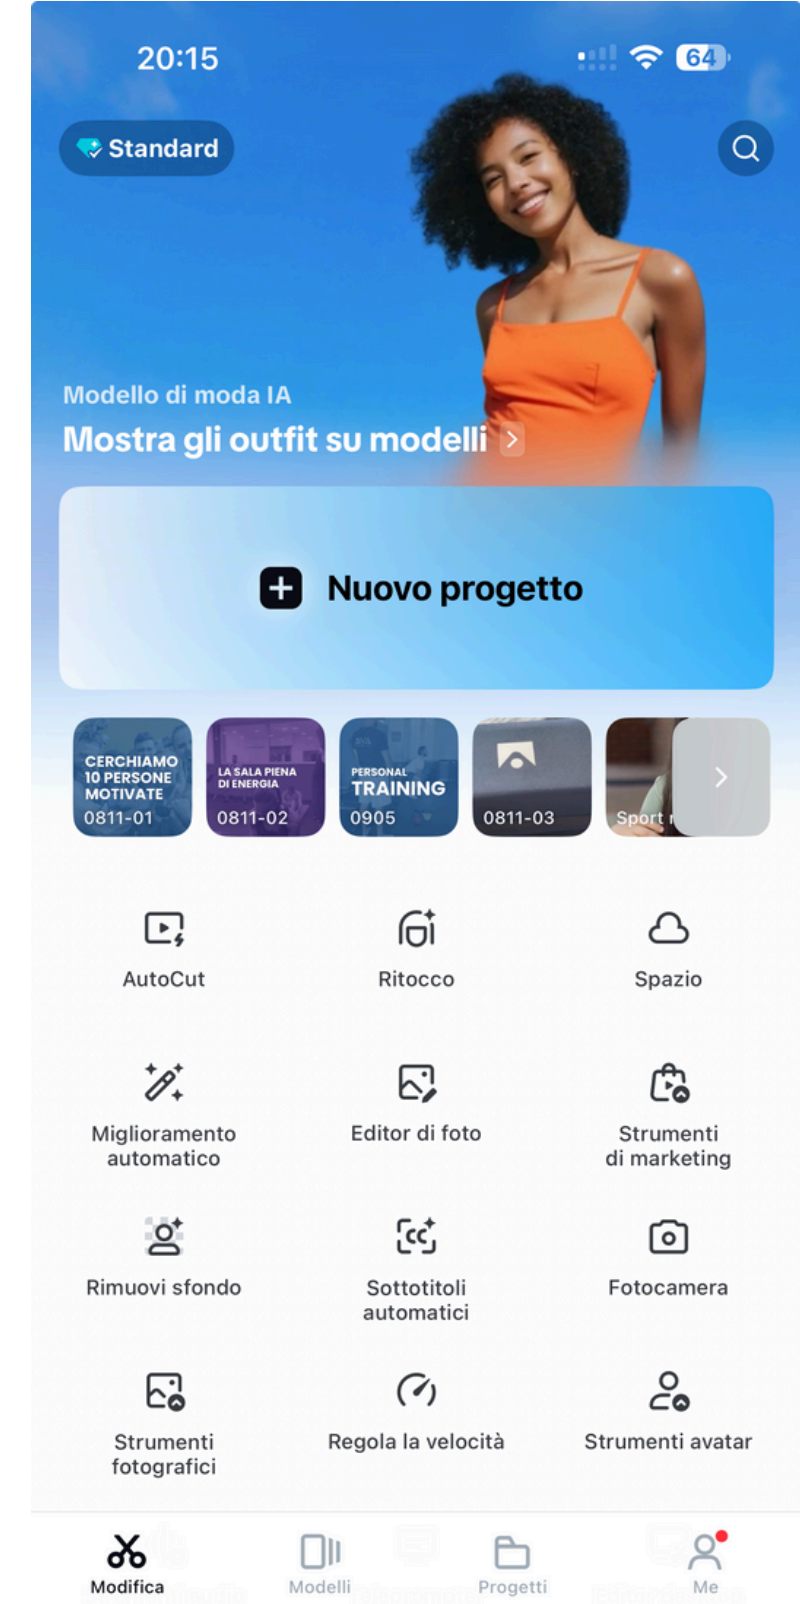 20:15
64
Standard
Modello di moda IA
Mostra gli outfit su modelli
Nuovo progetto
CERCHIAMO
10 PERSONE
MOTIVATE
0811-01
LA SALA PIENA
DI ENERGIA
0811-02
PERSONAL
TRAINING
0905
0811-03
Sport
AutoCut
Ritocco
Spazio
Miglioramento
automatico
Editor di foto
Strumenti
di marketing
Rimuovi sfondo
CC
Sottotitoli
automatici
Fotocamera
Strumenti
fotografici
Regola la velocità
Strumenti avatar
Modifica
Modelli
Progetti
Me